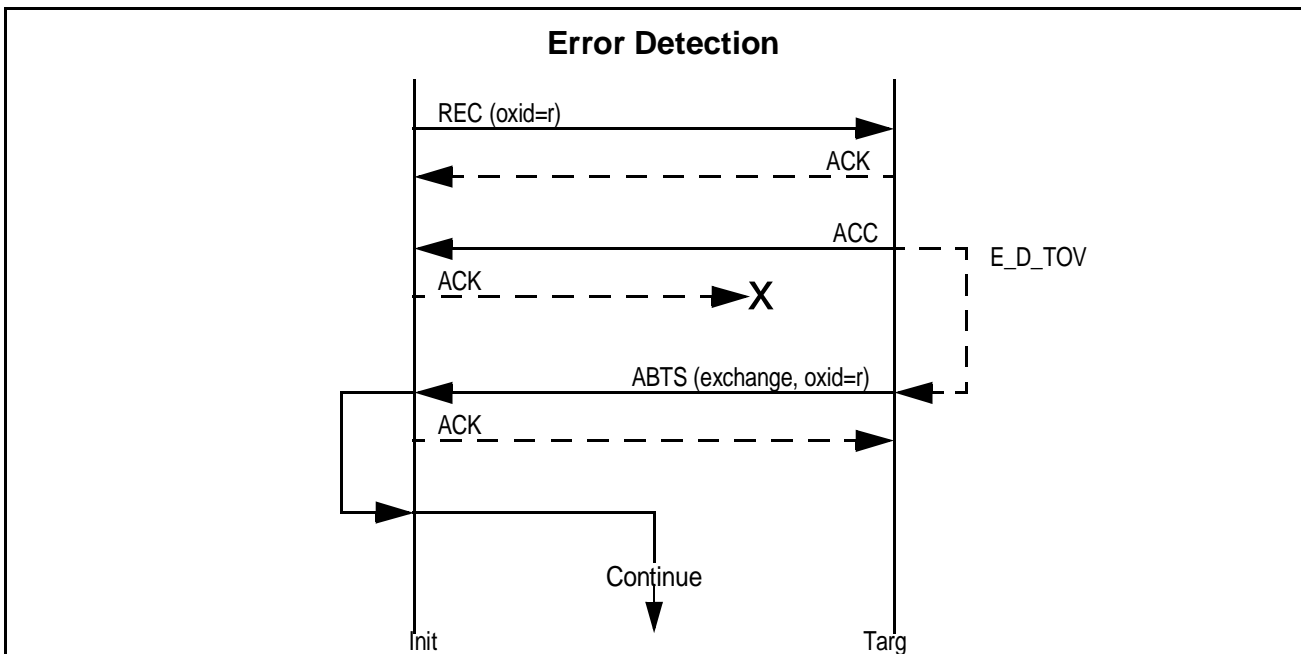 Error Detection
REC (oxid=r)
ACK
ACC
E_D_TOV
ACK
X
ABTS (exchange, oxid=r)
ACK
Continue
Init
Targ